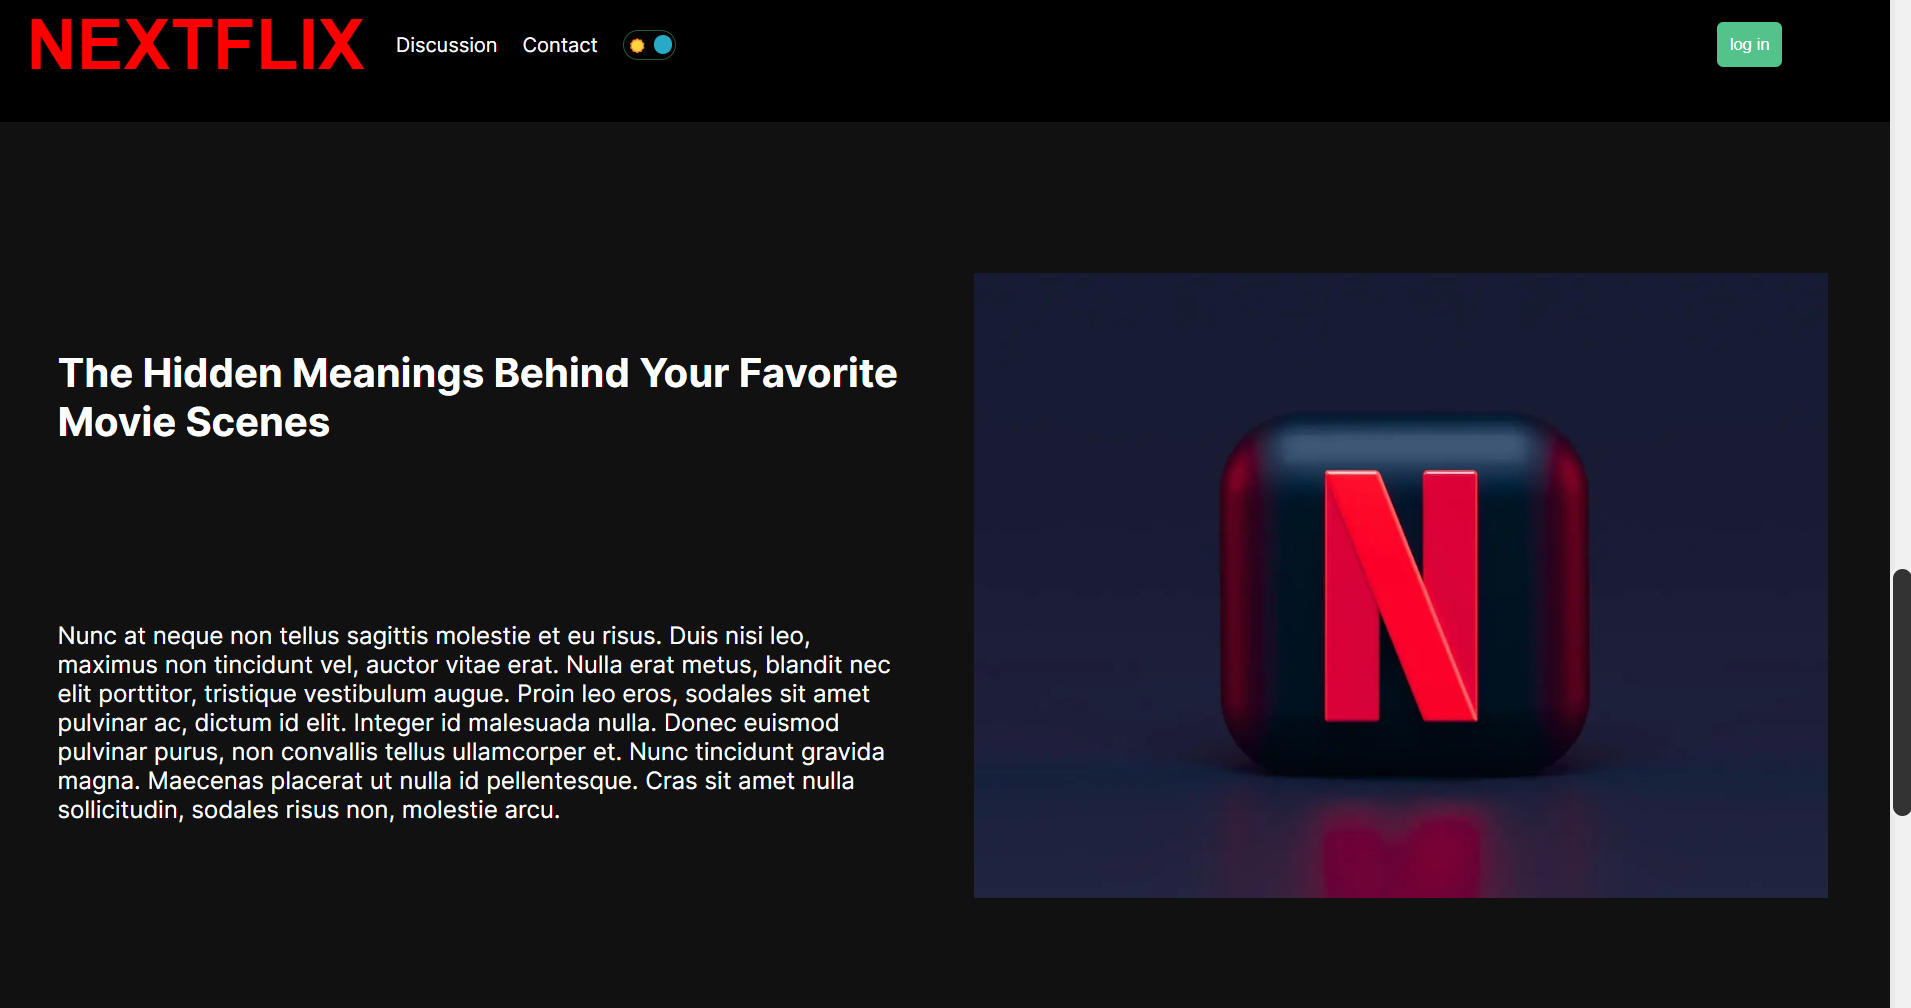 NEXTFLIX Discussion Contact log in
The Hidden Meanings Behind Your Favorite
Movie Scenes
Nunc at neque non tellus sagittis molestie et eu risus. Duis nisi leo,
maximus non tincidunt vel, auctor vitae erat. Nulla erat metus, blandit nec
elit porttitor, tristique vestibulum augue. Proin leo eros, sodales sit amet
pulvinar ac, dictum id elit. Integer id malesuada nulla. Donec euismod
pulvinar purus, non convallis tellus ullamcorper et. Nunc tincidunt gravida
magna. Maecenas placerat ut nulla id pellentesque. Cras sit amet nulla
sollicitudin, sodales risus non, molestie arcu.
N